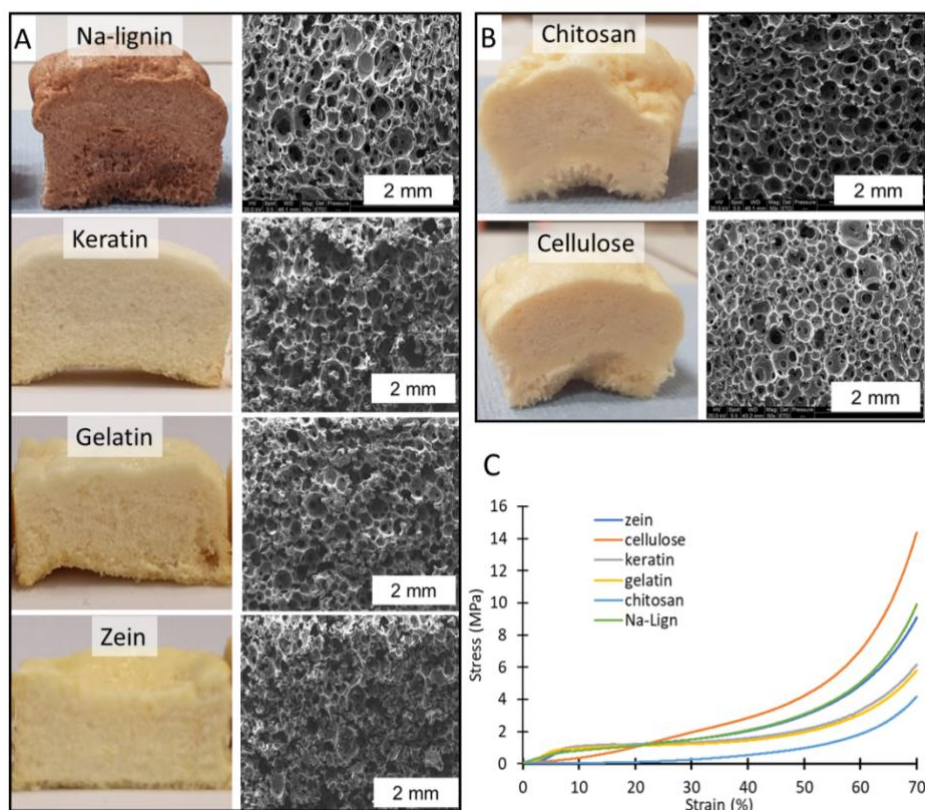 A
Na-lignin
2 mm
Keratin
2 mm
Gelatin
2 mm
Zein
2 mm
B
Chitosan
2 mm
Cellulose
2 mm
C
16
14
12
10
8
6
4
2
0
Stress (MPa)
zein
cellulose
keratin
gelatin
chitosan
Na-Lign
0 10 20 30 40 50 60 70
Strain (%)